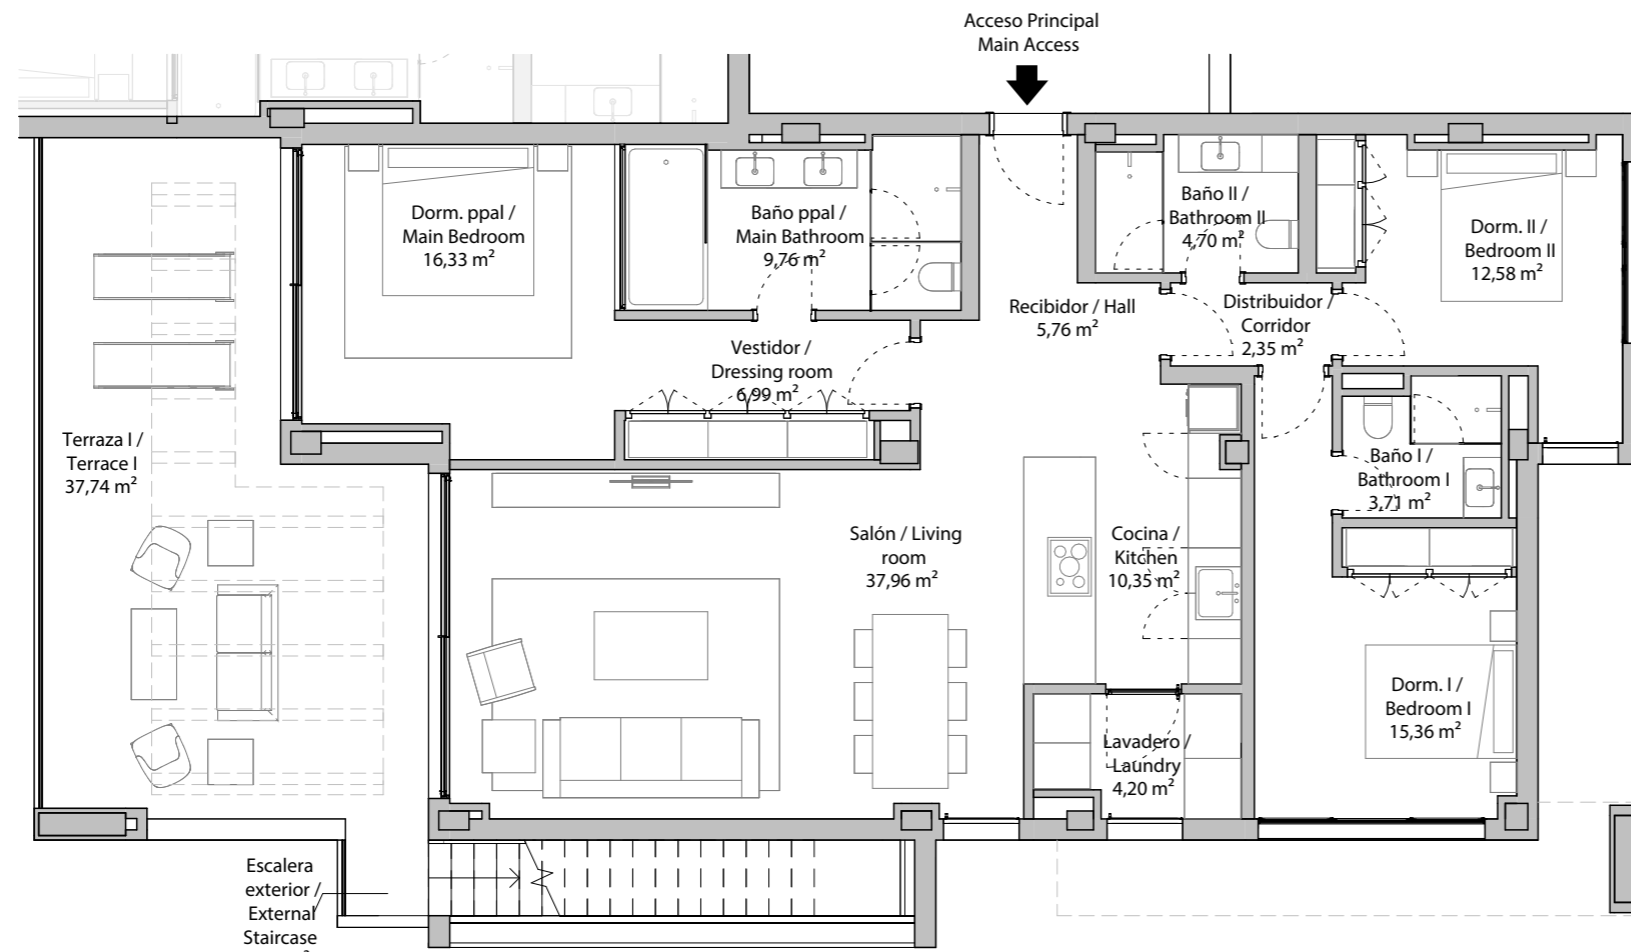 Acceso Principal
Main Access
Dorm. ppal /
Main Bedroom
16,33 m²
Baño ppal /
Main Bathroom
9,76 m²
Baño II /
Bathroom II
4,70 m²
Dorm. II /
Bedroom II
12,58 m²
Recibidor / Hall
5,76 m²
Distribuidor /
Corridor
2,35 m²
Vestidor /
Dressing room
6,99 m²
Terraza I /
Terrace I
37,74 m²
Baño I /
Bathroom I
3,71 m²
Salón / Living
room
37,96 m²
Cocina /
Kitchen
10,35 m²
Dorm. I /
Bedroom I
15,36 m²
Lavadero /
Laundry
4,20 m²
Escalera
exterior /
External
Staircase